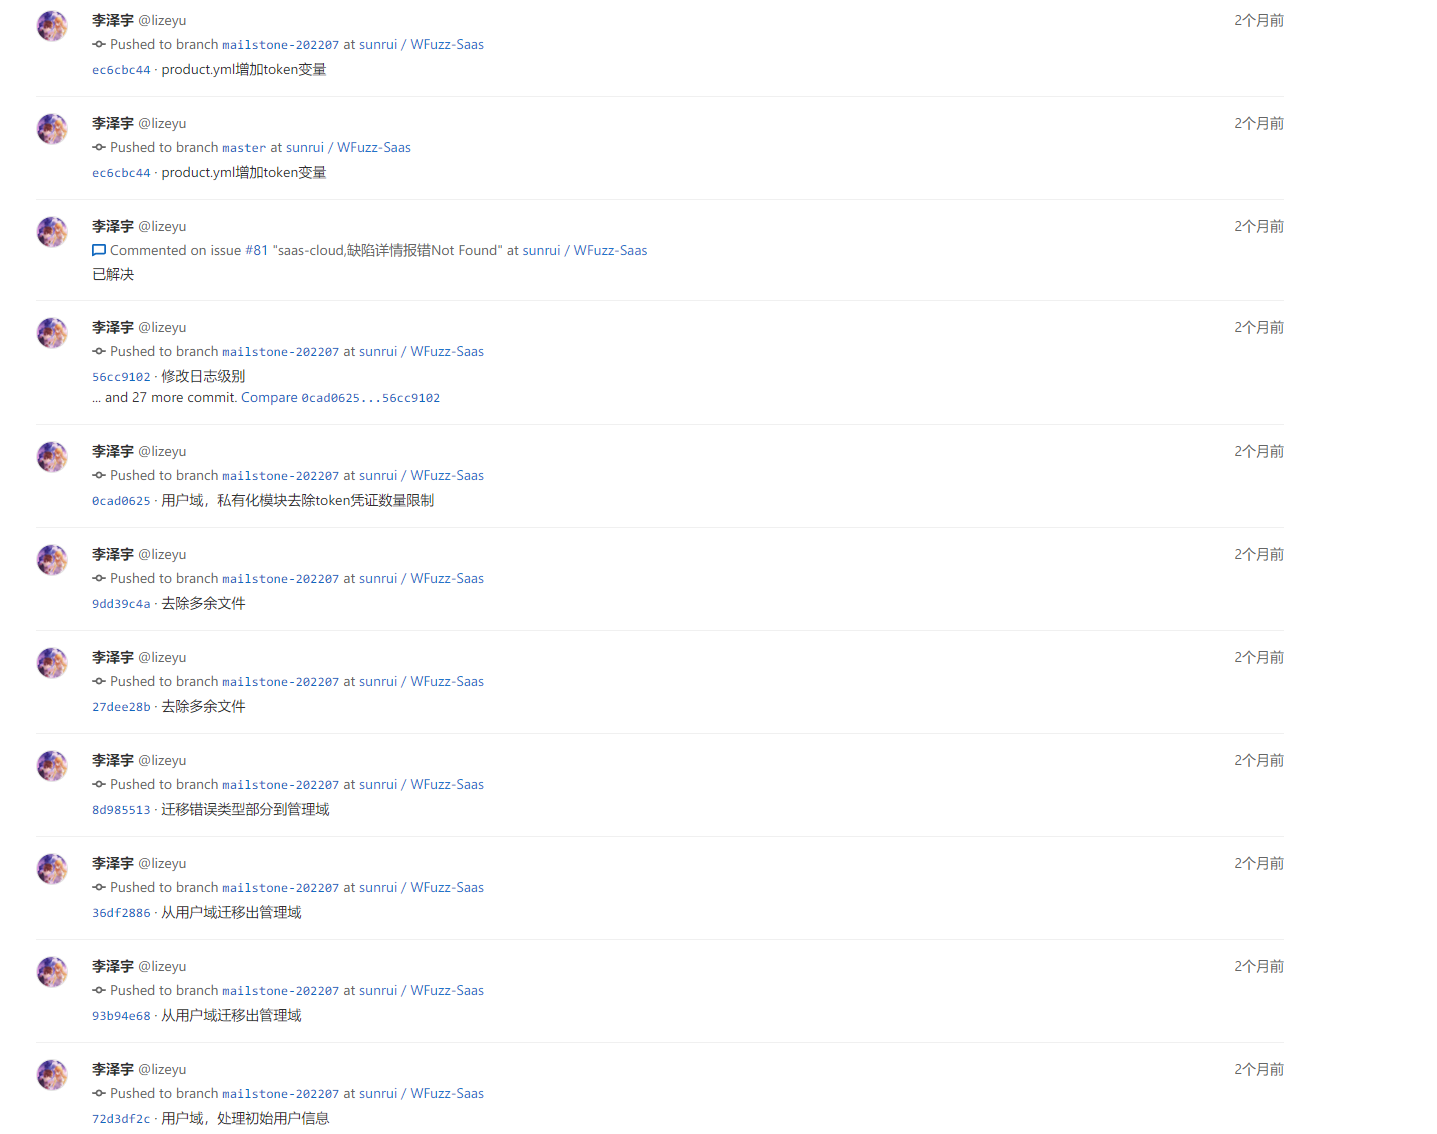 李泽宇 @lizeyu 2个月前
Pushed to branch mailstone-202207 at sunrui / WFuzz-Saas
ec6cbc44 · product.yml增加token变量
李泽宇 @lizeyu 2个月前
Pushed to branch master at sunrui / WFuzz-Saas
ec6cbc44 · product.yml增加token变量
李泽宇 @lizeyu 2个月前
Commented on issue #81 "saas-cloud,缺陷详情报错Not Found" at sunrui / WFuzz-Saas
已解决
李泽宇 @lizeyu 2个月前
Pushed to branch mailstone-202207 at sunrui / WFuzz-Saas
56cc9102 · 修改日志级别
... and 27 more commit. Compare 0cad0625...56cc9102
李泽宇 @lizeyu 2个月前
Pushed to branch mailstone-202207 at sunrui / WFuzz-Saas
0cad0625 · 用户域，私有化模块去除token凭证数量限制
李泽宇 @lizeyu 2个月前
Pushed to branch mailstone-202207 at sunrui / WFuzz-Saas
9dd39c4a · 去除多余文件
李泽宇 @lizeyu 2个月前
Pushed to branch mailstone-202207 at sunrui / WFuzz-Saas
27dee28b · 去除多余文件
李泽宇 @lizeyu 2个月前
Pushed to branch mailstone-202207 at sunrui / WFuzz-Saas
8d985513 · 迁移错误类型部分到管理域
李泽宇 @lizeyu 2个月前
Pushed to branch mailstone-202207 at sunrui / WFuzz-Saas
36df2886 · 从用户域迁移出管理域
李泽宇 @lizeyu 2个月前
Pushed to branch mailstone-202207 at sunrui / WFuzz-Saas
93b94e68 · 从用户域迁移出管理域
李泽宇 @lizeyu 2个月前
Pushed to branch mailstone-202207 at sunrui / WFuzz-Saas
72d3df2c · 用户域，处理初始用户信息